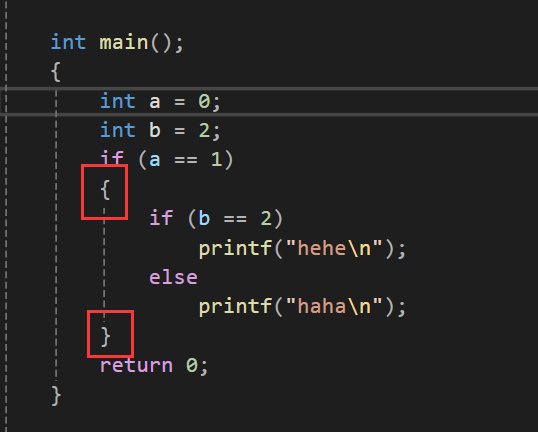 int main();
{
int a = 0;
int b = 2;
if (a == 1)
{
if (b == 2)
printf("hehe\n");
else
printf("haha\n");
}
return 0;
}